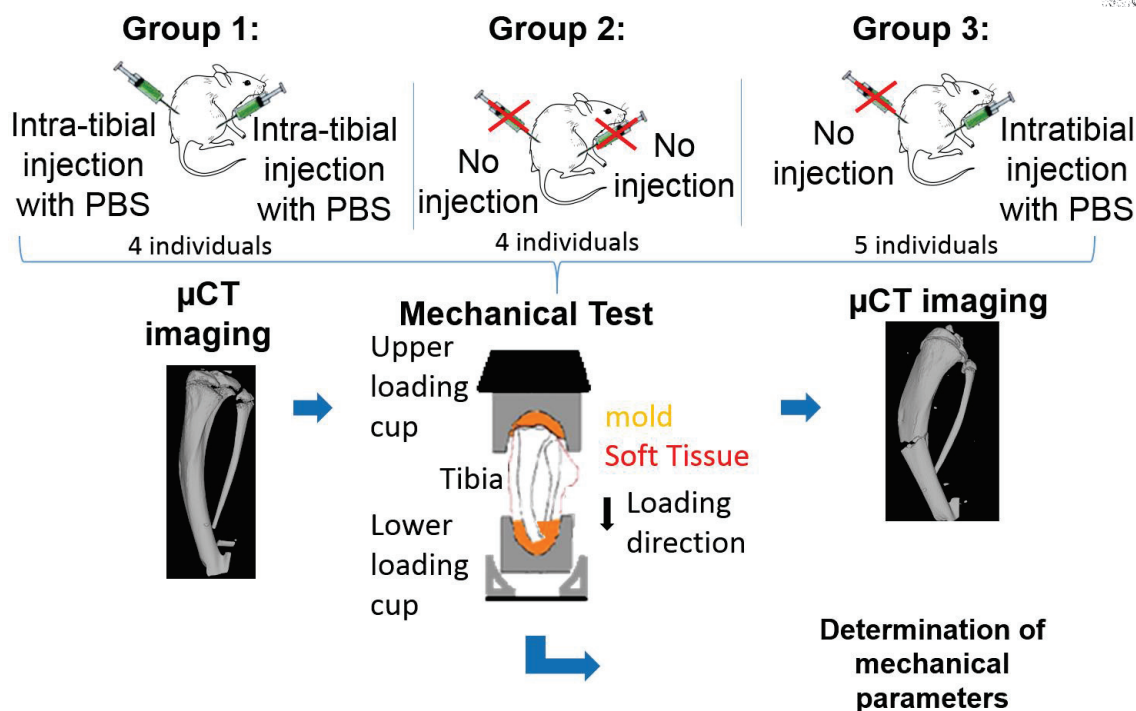 Group 1:
Group 2:
Group 3:
Intra-tibial
injection
with PBS
Intra-tibial
injection
with PBS
No
injection
No
injection
No
injection
Intratibial
injection
with PBS
4 individuals
4 individuals
5 individuals
µCT
imaging
Mechanical Test
µCT imaging
Upper
loading
cup
mold
Soft Tissue
Tibia
Loading
direction
Lower
loading
cup
Determination of
mechanical
parameters